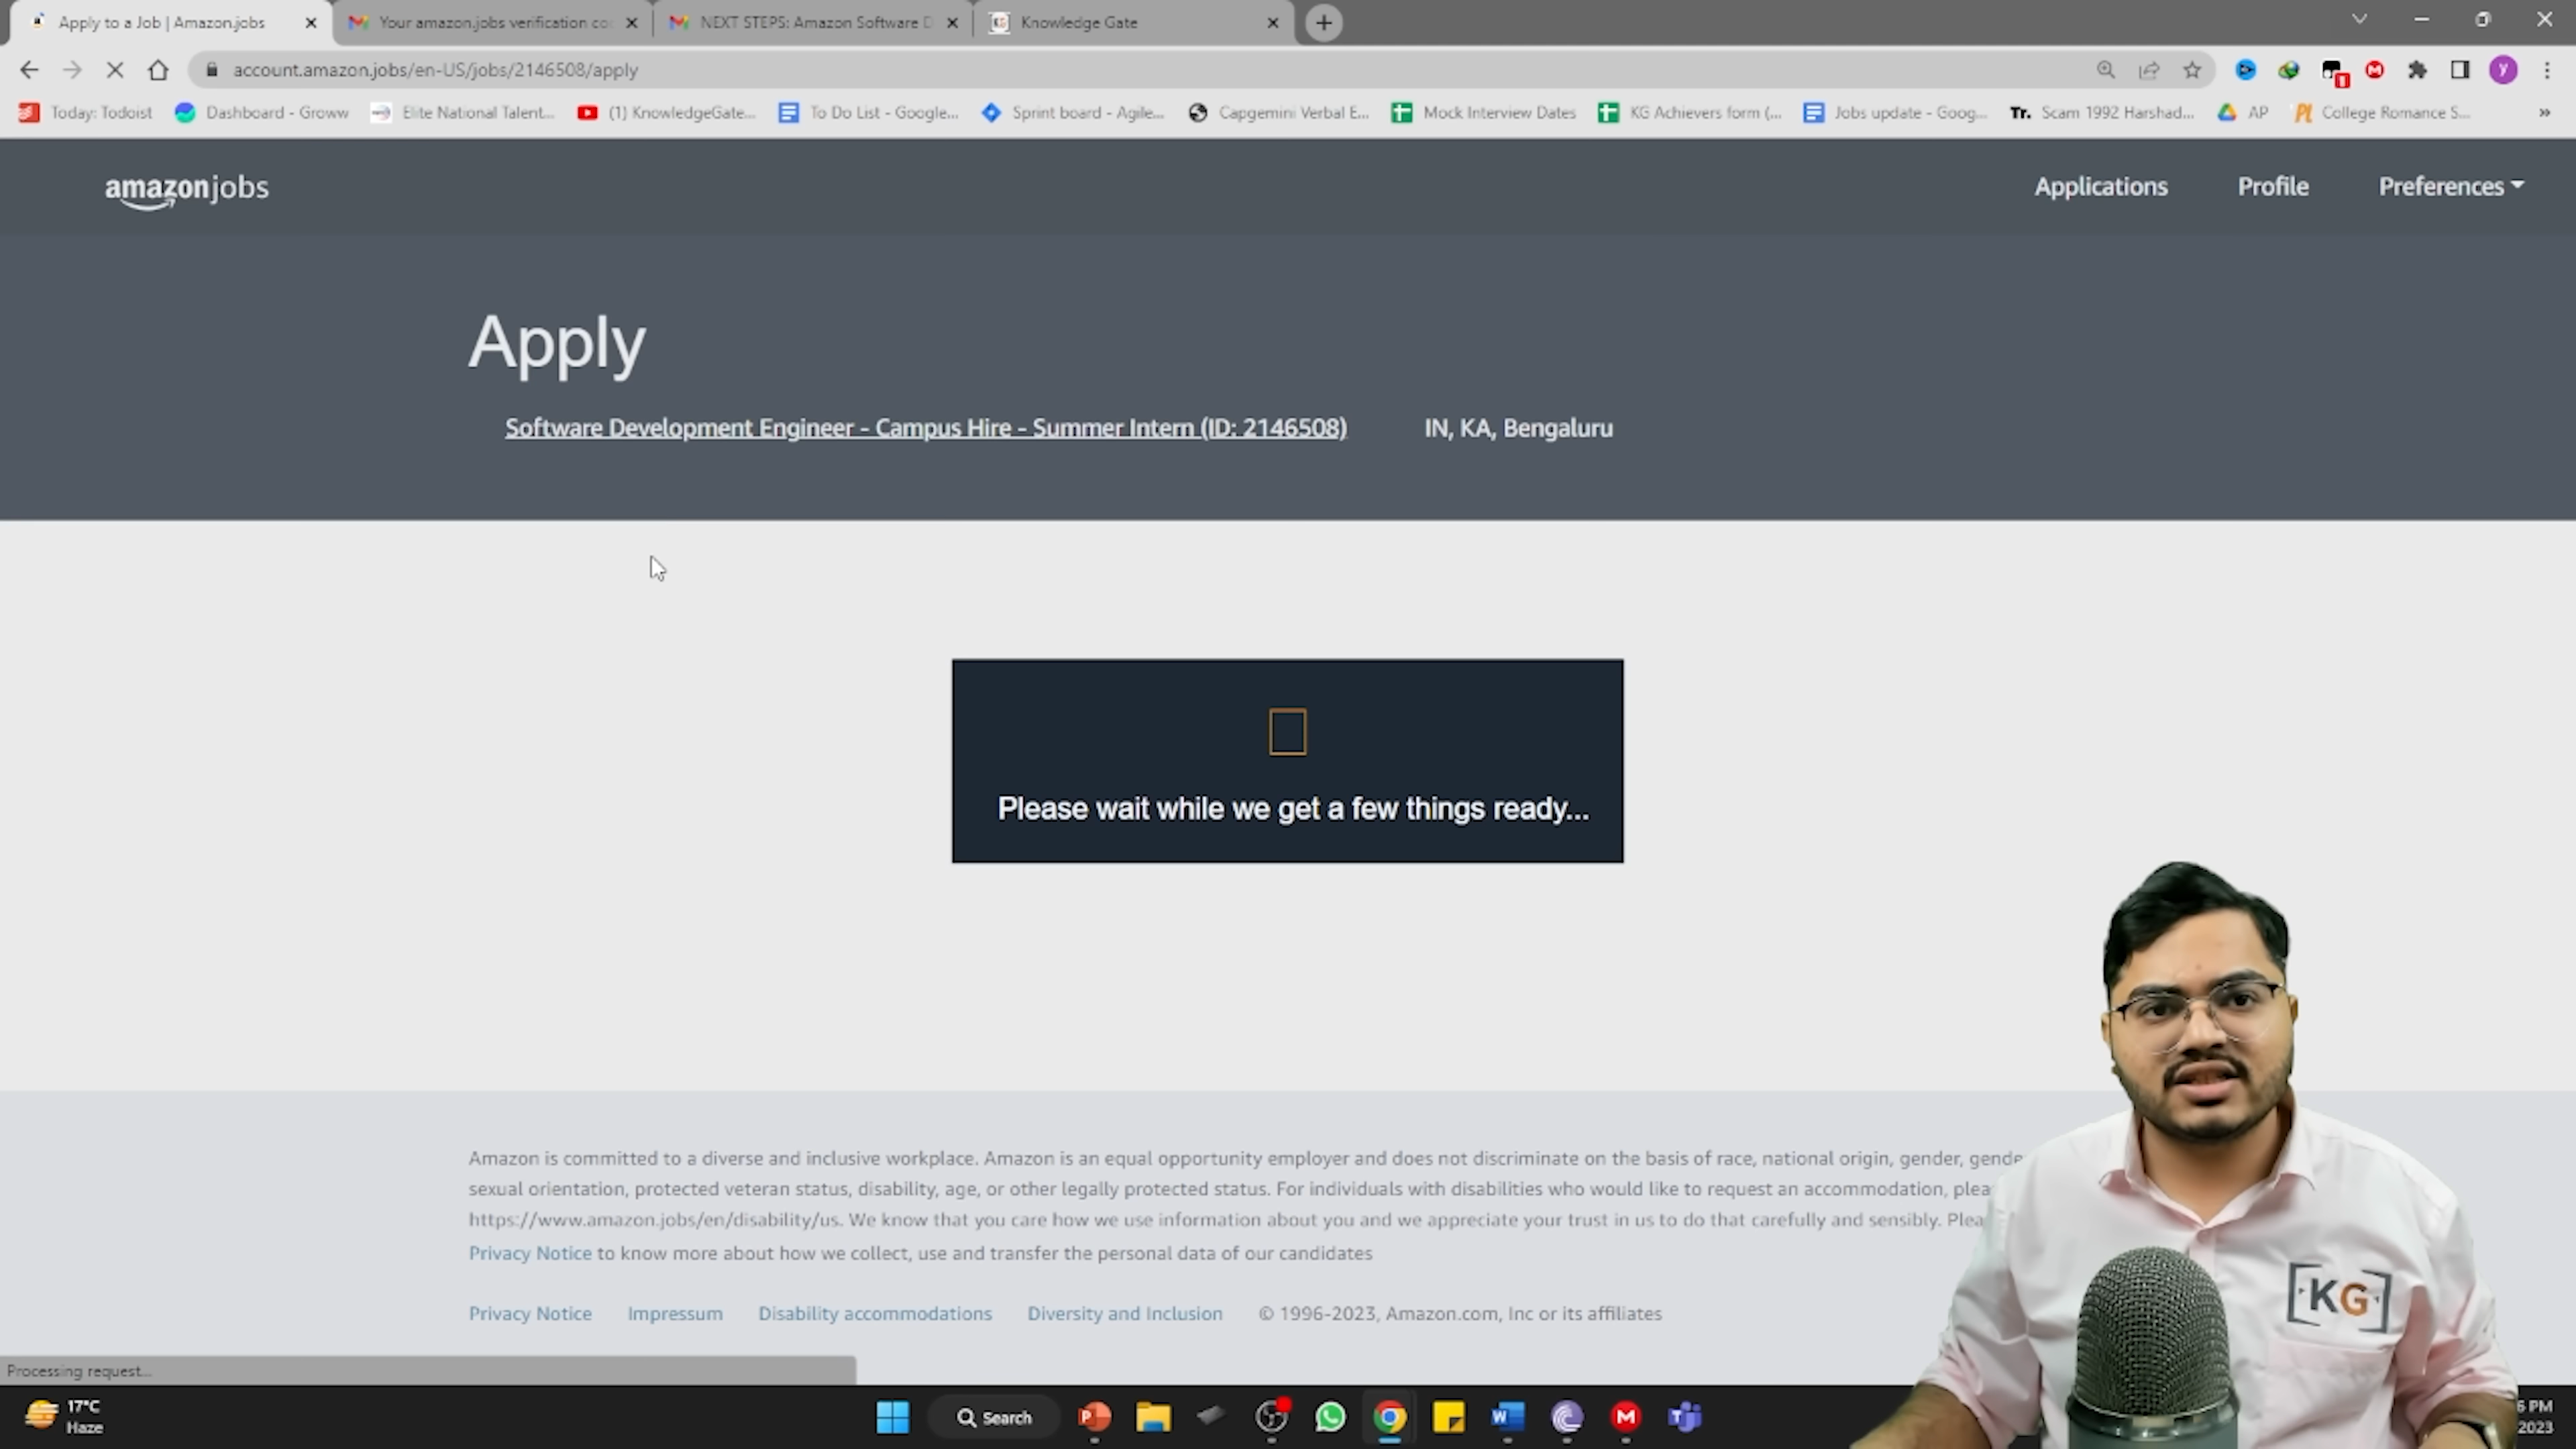 Apply to a Job | Amazon.jobs
Your amazon.jobs verification co
NEXT STEPS: Amazon Software D
Knowledge Gate
account.amazon.jobs/en-US/jobs/2146508/apply
y
Today: Todoist
Dashboard - Groww
Elite National Talent...
(1) KnowledgeGate...
To Do List - Google...
Sprint board - Agile...
Capgemini Verbal E...
Mock Interview Dates
KG Achievers form (...
Jobs update - Goog...
Tr. Scam 1992 Harshad...
AP
College Romance S...
»
amazonjobs
Applications
Profile
Preferences
Apply
Software Development Engineer - Campus Hire - Summer Intern (ID: 2146508)
IN, KA, Bengaluru
Please wait while we get a few things ready...
Amazon is committed to a diverse and inclusive workplace. Amazon is an equal opportunity employer and does not discriminate on the basis of race, national origin, gender, gende
sexual orientation, protected veteran status, disability, age, or other legally protected status. For individuals with disabilities who would like to request an accommodation, plea
https://www.amazon.jobs/en/disability/us. We know that you care how we use information about you and we appreciate your trust in us to do that carefully and sensibly. Plea
Privacy Notice to know more about how we collect, use and transfer the personal data of our candidates
Privacy Notice
Impressum
Disability accommodations
Diversity and Inclusion
© 1996-2023, Amazon.com, Inc or its affiliates
KG
Processing request...
17°C
Haze
Search
6 PM
2023